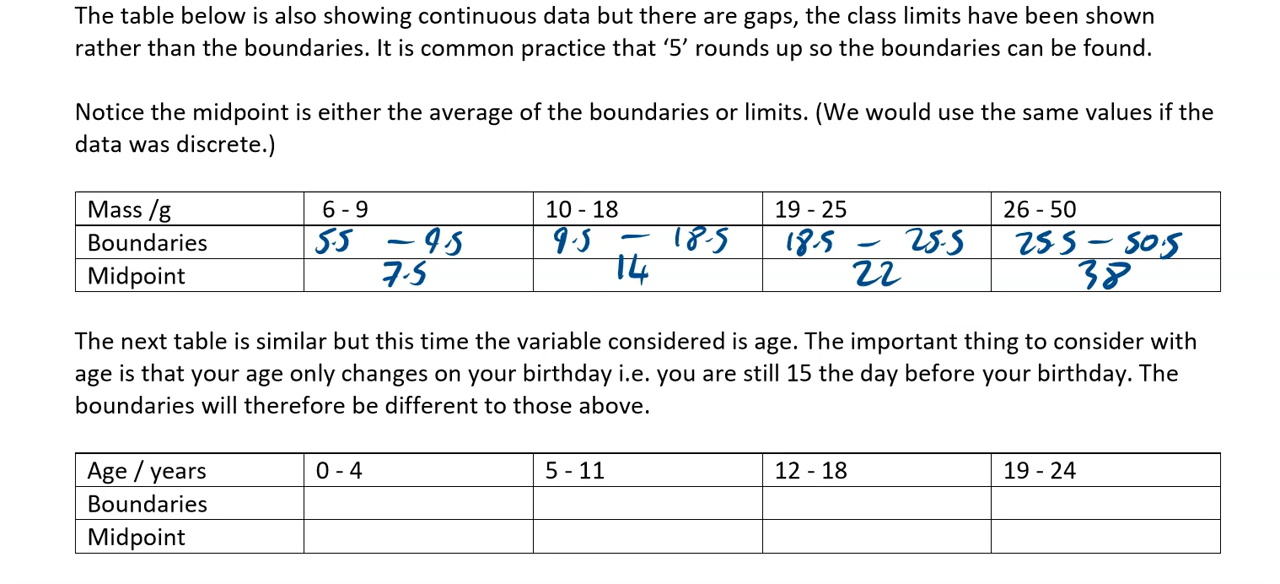 The table below is also showing continuous data but there are gaps, the class limits have been shown
rather than the boundaries. It is common practice that ‘5’ rounds up so the boundaries can be found.
Notice the midpoint is either the average of the boundaries or limits. (We would use the same values if the
data was discrete.)
Mass /g 6 - 9 10 - 18 19 - 25 26 - 50
Boundaries 5.5 – 9.5 9.5 – 18.5 18.5 – 25.5 25.5 – 50.5
Midpoint 7.5 14 22 38
The next table is similar but this time the variable considered is age. The important thing to consider with
age is that your age only changes on your birthday i.e. you are still 15 the day before your birthday. The
boundaries will therefore be different to those above.
Age / years 0 - 4 5 - 11 12 - 18 19 - 24
Boundaries
Midpoint